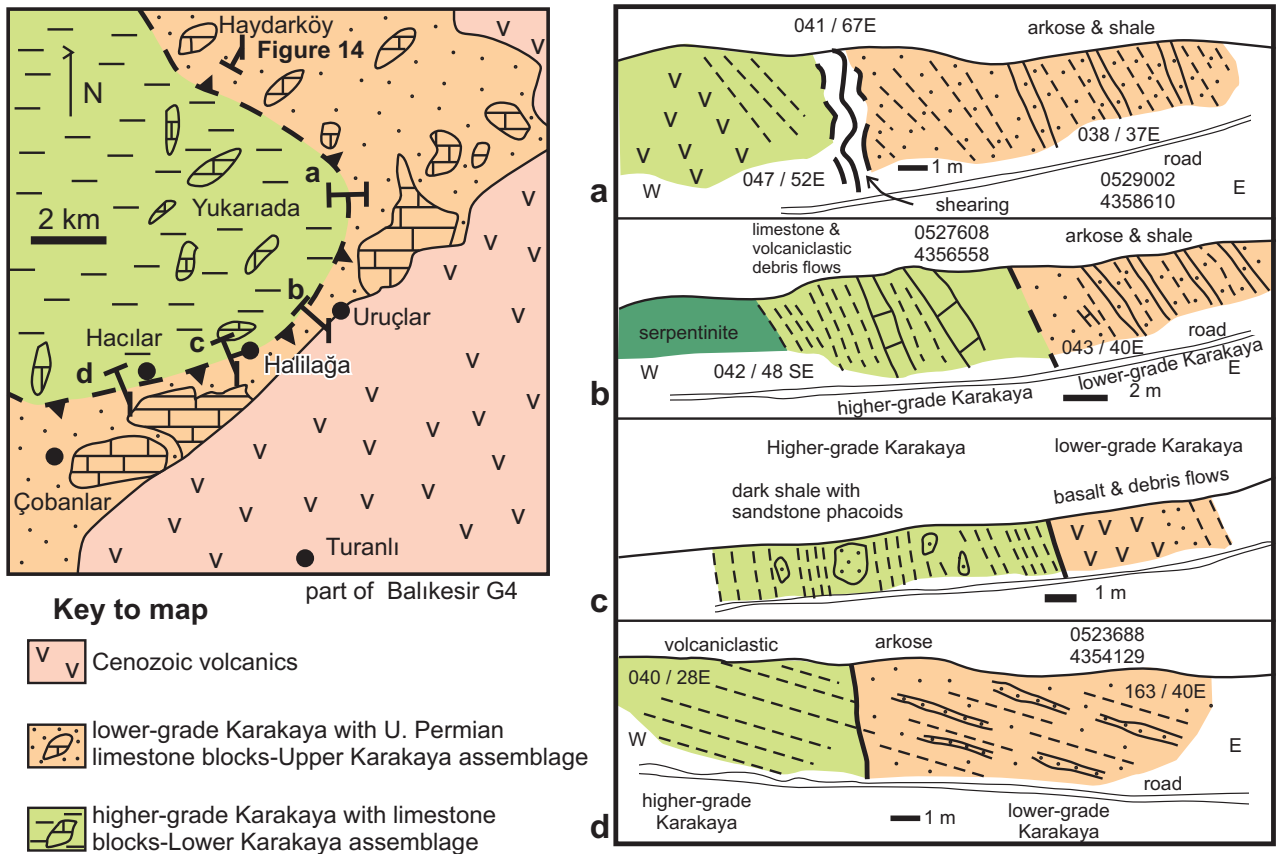 Haydarköy
Figure 14
N
a
Yukarıada
2 km
b
Uruçlar
Hacılar
c
Halilağa
d
Çobanlar
Turanlı
part of Balıkesir G4
Key to map
Cenozoic volcanics
lower-grade Karakaya with U. Permian
limestone blocks-Upper Karakaya assemblage
higher-grade Karakaya with limestone
blocks-Lower Karakaya assemblage
041 / 67E
arkose & shale
038 / 37E
047 / 52E
W
1 m
road
0529002
4358610
E
shearing
a
limestone &
volcaniclastic
debris flows
0527608
4356558
arkose & shale
serpentinite
W
042 / 48 SE
043 / 40E
road
lower-grade Karakaya
E
higher-grade Karakaya
2 m
b
Higher-grade Karakaya
lower-grade Karakaya
dark shale with
sandstone phacoids
basalt & debris flows
1 m
c
volcaniclastic
arkose
0523688
4354129
040 / 28E
163 / 40E
W
E
road
higher-grade
Karakaya
1 m
lower-grade
Karakaya
d